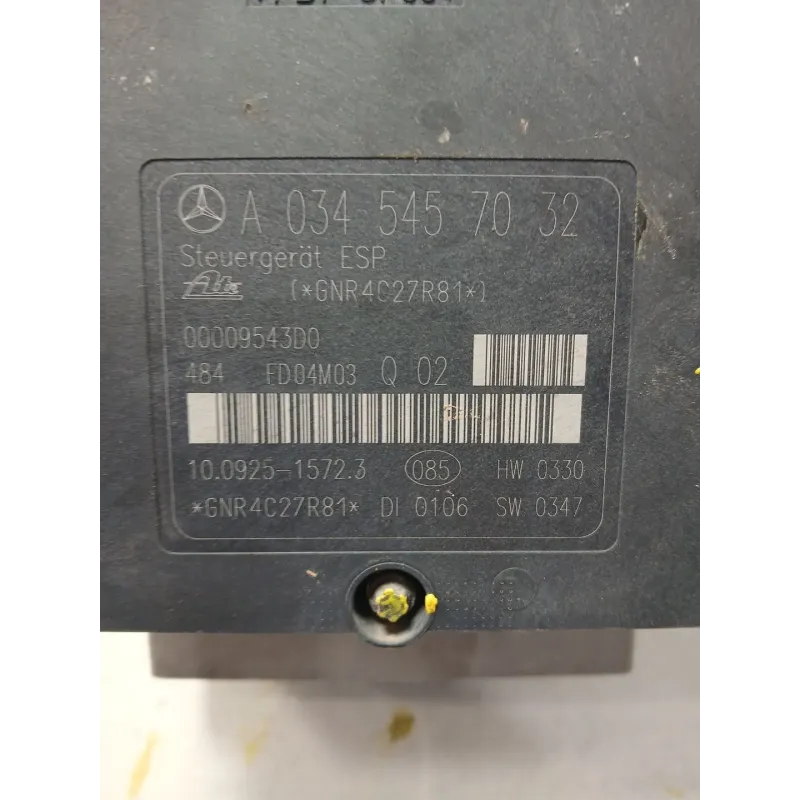 A 034 545 70 32
Steuergerät ESP
Ate [*GNR4C27R81*]
00009543D0
484 FD04M03 Q 02
10.0925-1572.3 085 HW 0330
*GNR4C27R81* DI 0106 SW 0347